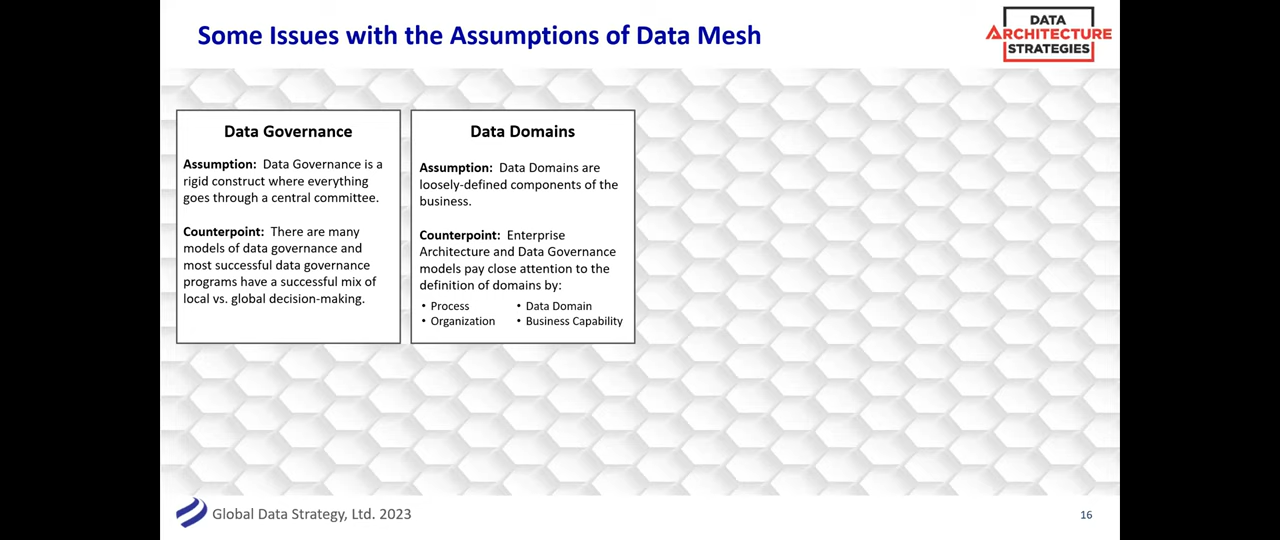 Some Issues with the Assumptions of Data Mesh
DATA
ARCHITECTURE
STRATEGIES
Data Governance
Assumption: Data Governance is a
rigid construct where everything
goes through a central committee.
Counterpoint: There are many
models of data governance and
most successful data governance
programs have a successful mix of
local vs. global decision-making.
Data Domains
Assumption: Data Domains are
loosely-defined components of the
business.
Counterpoint: Enterprise
Architecture and Data Governance
models pay close attention to the
definition of domains by:
• Process
• Organization
• Data Domain
• Business Capability
Global Data Strategy, Ltd. 2023
16